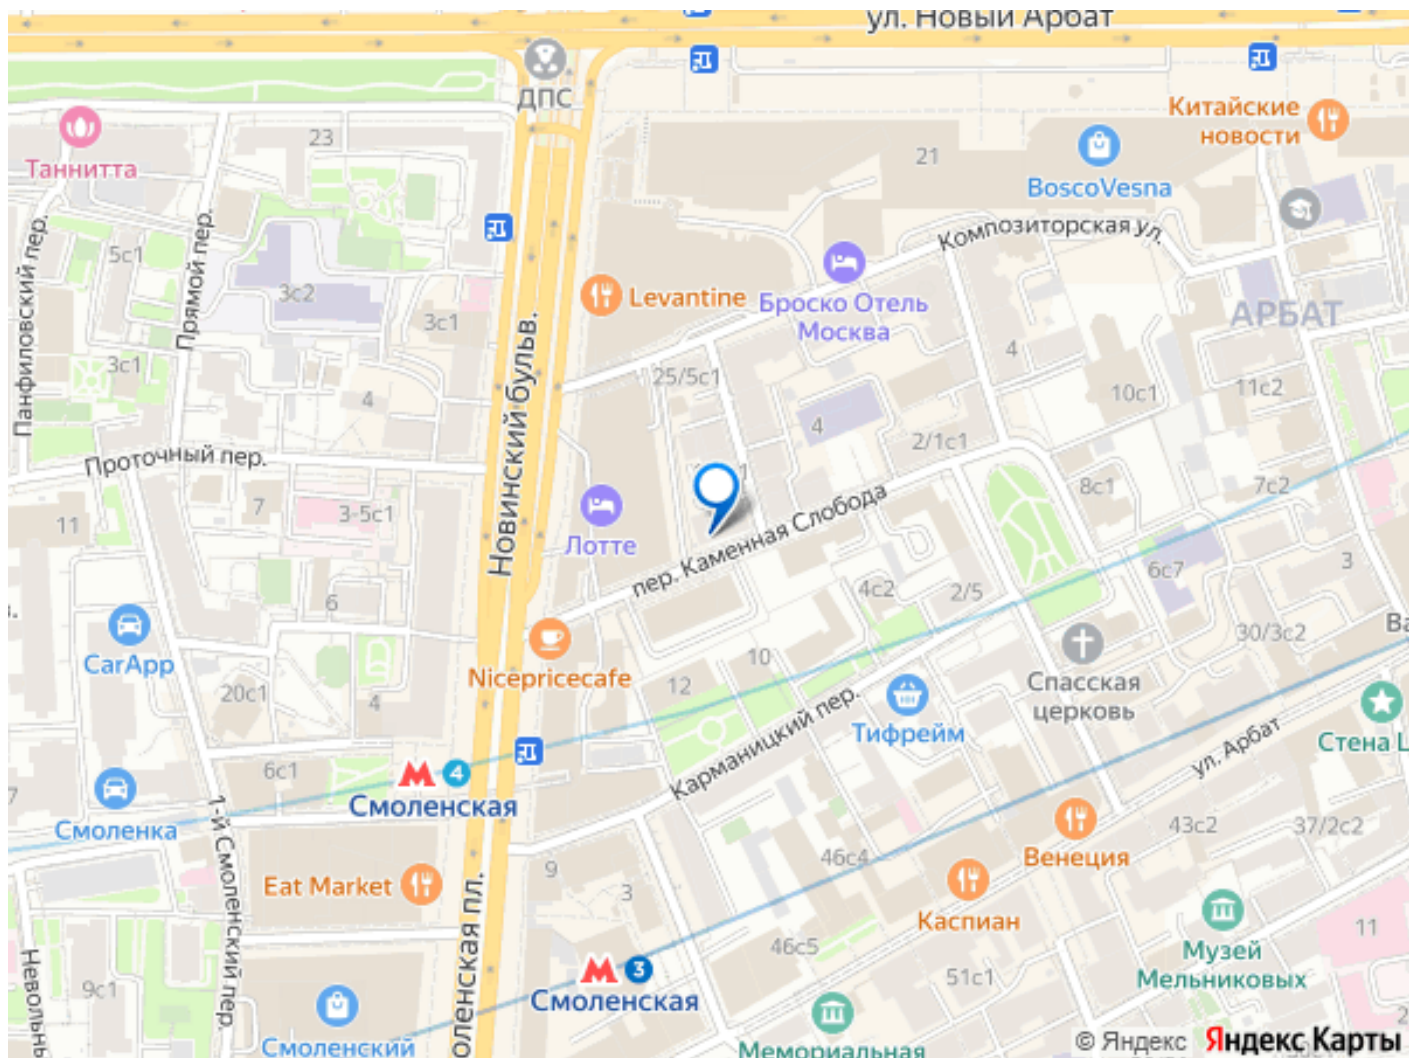 ул. Новый Арбат
ДПС
Китайские
новости
23
Таннитта
21
BoscoVesna
Панфиловский пер.
Прямой пер.
5с1
Композиторская ул.
3с2
Levantine
Броско Отель
Москва
АРБАТ
3с1
3с1
4
25/5с1
4
10с1
11с2
4
2/1с1
Проточный пер.
Новинский бульв.
7
3-5с1
11
8с1
7с2
Лотте
пер. Каменная Слобода
6с7
3
6
4с2
2/5
CarApp
Nicepricecafe
30/3с2
10
12
20с1
4
Спасская
церковь
Карманицкий пер.
Тифрейм
ул. Арбат
6с1
4
Смоленская
Смоленка
1-й Смоленский пер.
43с2
37/2с2
46с4
Венеция
9
3
Eat Market
Каспиан
11
46с5
Музей
Мельниковых
51с1
3
Смоленская
9с1
Смоленский
Мемориальная
© Яндекс Яндекс Карты